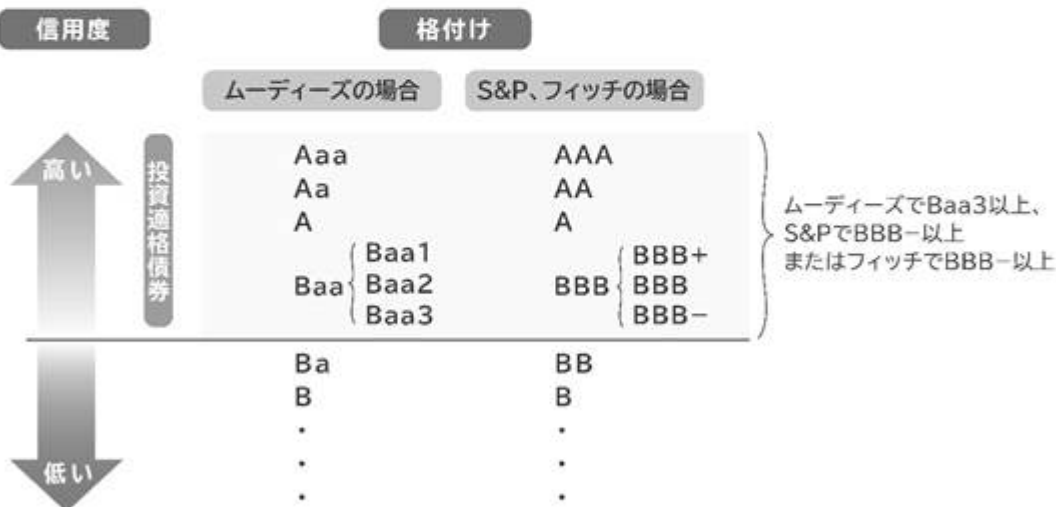 信用度
格付け
ムーディーズの場合
S&P、フィッチの場合
高い
投資適格債券
Aaa
AAA
Aa
AA
A
A
Baa
Baa1
Baa2
Baa3
BBB
BBB+
BBB
BBB−
ムーディーズでBaa3以上、
S&PでBBB−以上
またはフィッチでBBB−以上
Ba
BB
B
B
・
・
・
・
・
・
低い